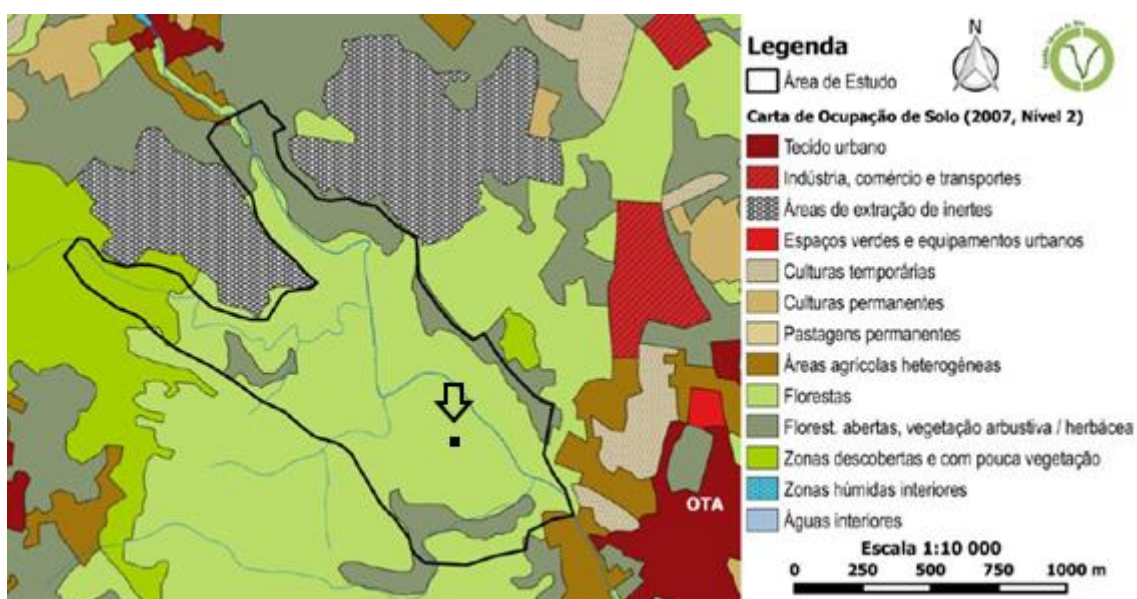 OTA
Legenda
N
Área de Estudo
Carta de Ocupação de Solo (2007, Nível 2)
Tecido urbano
Indústria, comércio e transportes
Áreas de extração de inertes
Espaços verdes e equipamentos urbanos
Culturas temporárias
Culturas permanentes
Pastagens permanentes
Áreas agrícolas heterogéneas
Florestas
Florest. abertas, vegetação arbustiva / herbácea
Zonas descobertas e com pouca vegetação
Zonas húmidas interiores
Águas interiores
Escala 1:10 000
0 250 500 750 1000 m